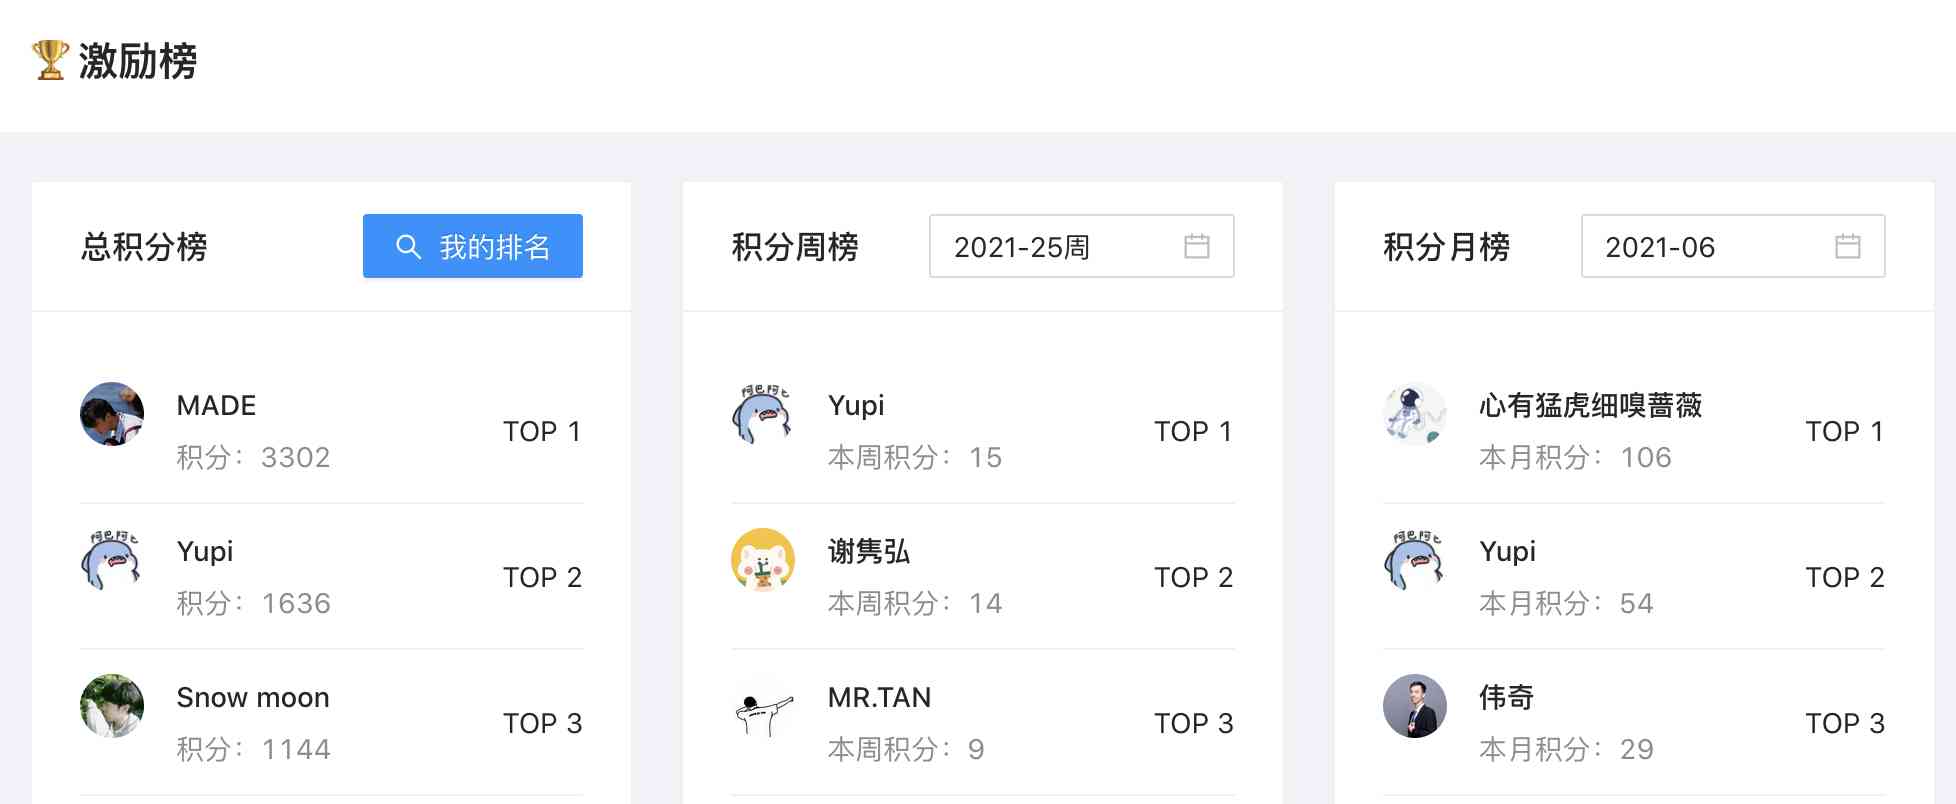 🏆激励榜
总积分榜
我的排名
MADE
积分：3302
TOP 1
Yupi
积分：1636
TOP 2
Snow moon
积分：1144
TOP 3
积分周榜
2021-25周
Yupi
本周积分：15
TOP 1
谢隽弘
本周积分：14
TOP 2
MR.TAN
本周积分：9
TOP 3
积分月榜
2021-06
心有猛虎细嗅蔷薇
本月积分：106
TOP 1
Yupi
本月积分：54
TOP 2
伟奇
本月积分：29
TOP 3